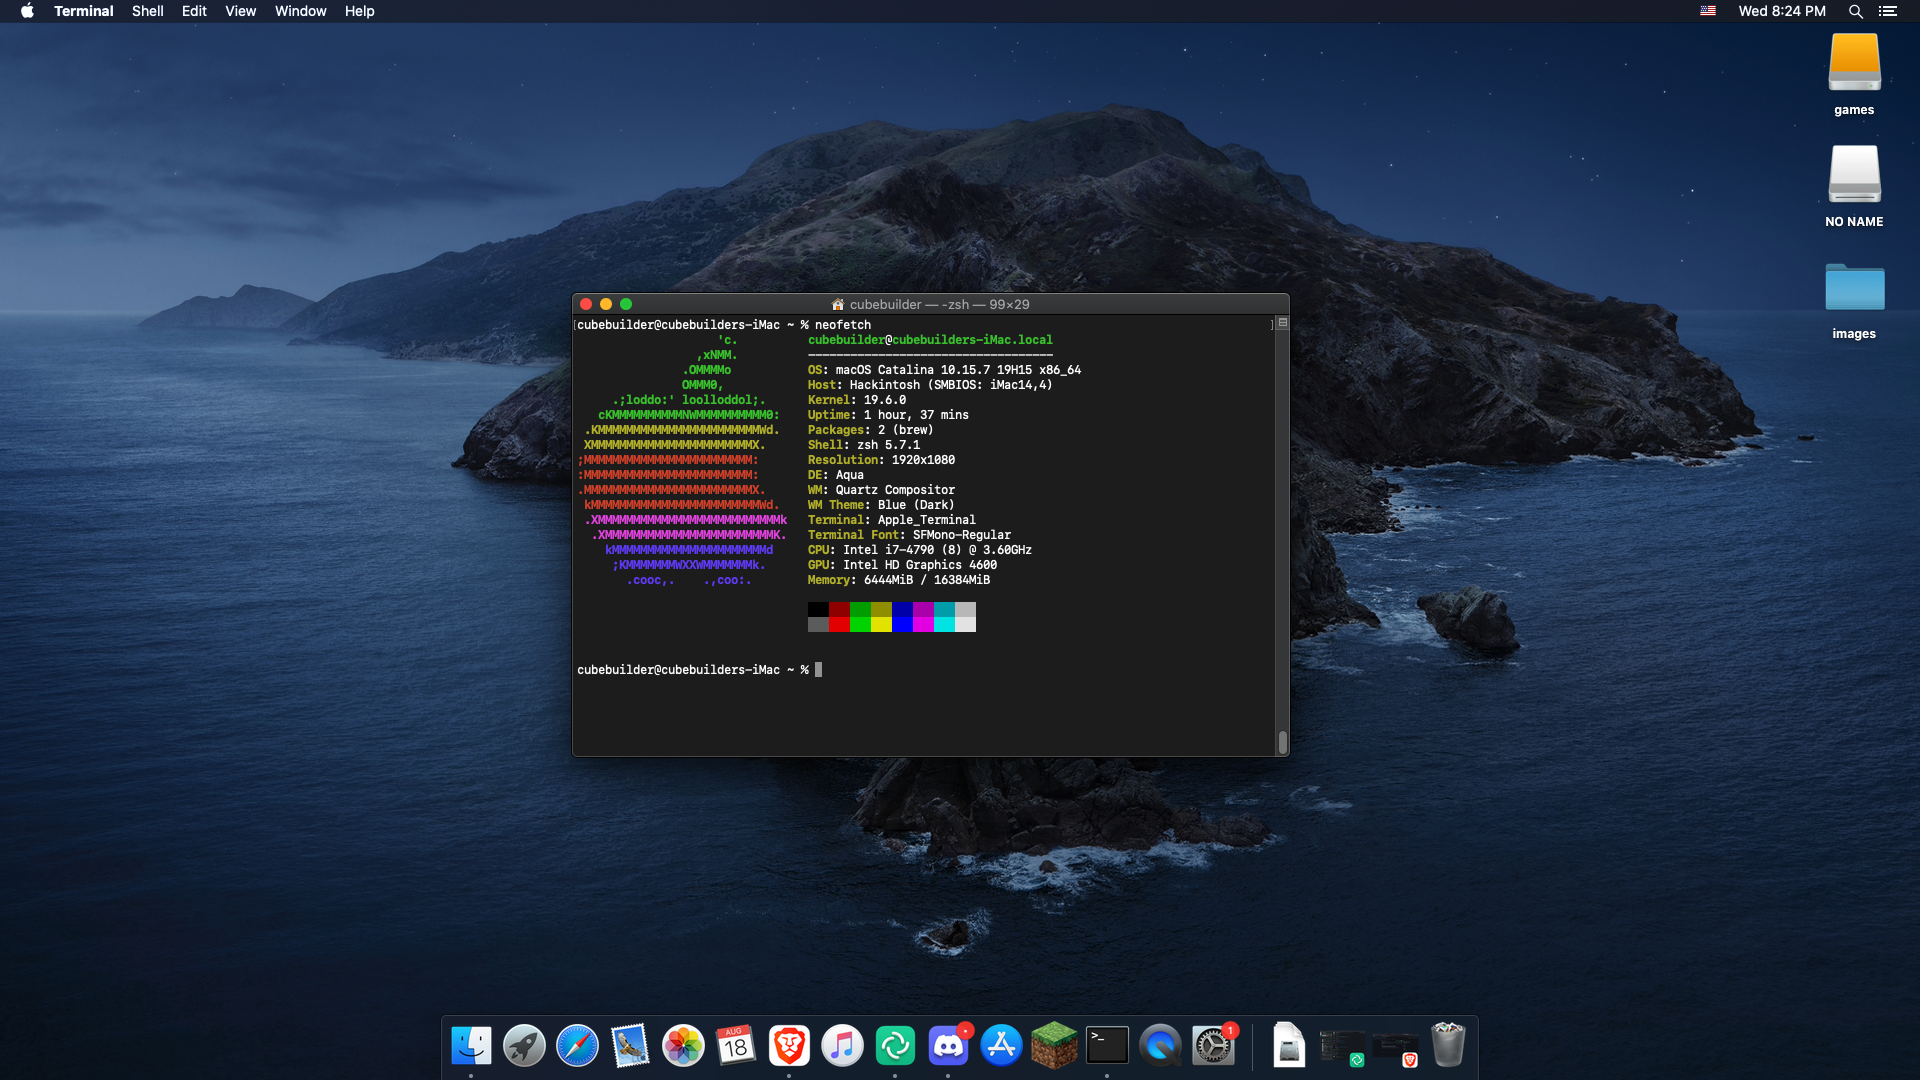 Terminal Shell Edit View Window Help
Wed 8:24 PM
games
NO NAME
images
cubebuilder — -zsh — 99×29
[cubebuilder@cubebuilders-iMac ~ % neofetch ]
'c. cubebuilder@cubebuilders-iMac.local
,xNMM. -----------------------------------
.OMMMMo OS: macOS Catalina 10.15.7 19H15 x86_64
OMMM0, Host: Hackintosh (SMBIOS: iMac14,4)
.;loddo:' loolloddol;. Kernel: 19.6.0
cKMMMMMMMMMMNWMMMMMMMMMM0: Uptime: 1 hour, 37 mins
.KMMMMMMMMMMMMMMMMMMMMMMMWd. Packages: 2 (brew)
XMMMMMMMMMMMMMMMMMMMMMMMX. Shell: zsh 5.7.1
;MMMMMMMMMMMMMMMMMMMMMMMM: Resolution: 1920x1080
:MMMMMMMMMMMMMMMMMMMMMMMM: DE: Aqua
.MMMMMMMMMMMMMMMMMMMMMMMMX. WM: Quartz Compositor
kMMMMMMMMMMMMMMMMMMMMMMMMWd. WM Theme: Blue (Dark)
.XMMMMMMMMMMMMMMMMMMMMMMMMMMk Terminal: Apple_Terminal
.XMMMMMMMMMMMMMMMMMMMMMMMMK. Terminal Font: SFMono-Regular
kMMMMMMMMMMMMMMMMMMMMMMd CPU: Intel i7-4790 (8) @ 3.60GHz
;KMMMMMMMWXXWMMMMMMMk. GPU: Intel HD Graphics 4600
.cooc,. .,coo:. Memory: 6444MiB / 16384MiB
cubebuilder@cubebuilders-iMac ~ %
AUG
18
>_
1